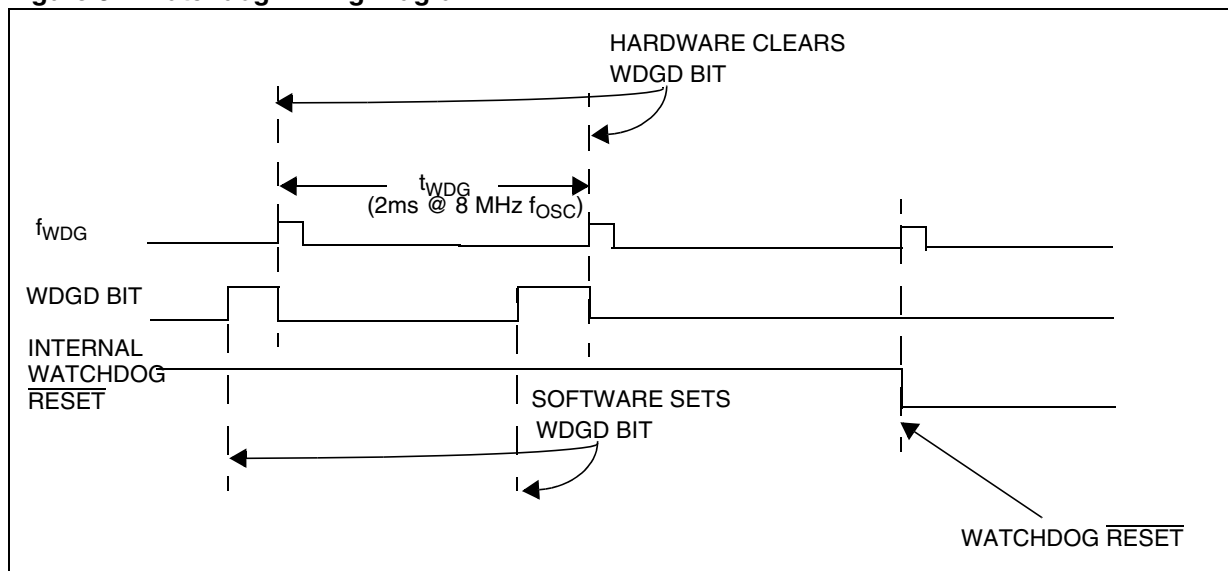 HARDWARE CLEARS
WDGD BIT
tWDG
(2ms @ 8 MHz fOSC)
fWDG
WDGD BIT
INTERNAL
WATCHDOG
RESET
SOFTWARE SETS
WDGD BIT
WATCHDOG RESET